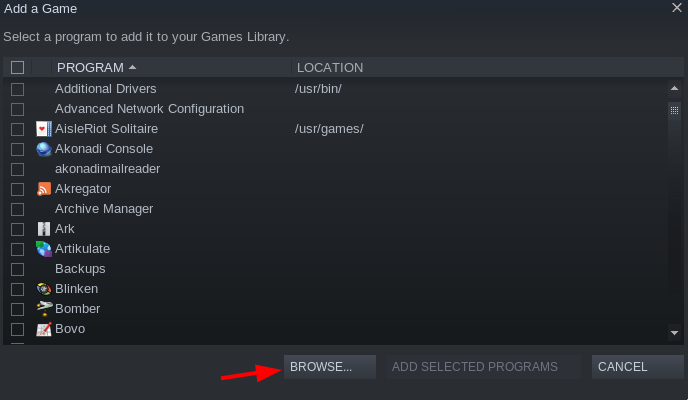 Add a Game
Select a program to add it to your Games Library.
PROGRAM LOCATION
Additional Drivers /usr/bin/
Advanced Network Configuration
AisleRiot Solitaire /usr/games/
Akonadi Console
akonadimailreader
Akregator
Archive Manager
Ark
Artikulate
Backups
Blinken
Bomber
Bovo
BROWSE... ADD SELECTED PROGRAMS CANCEL